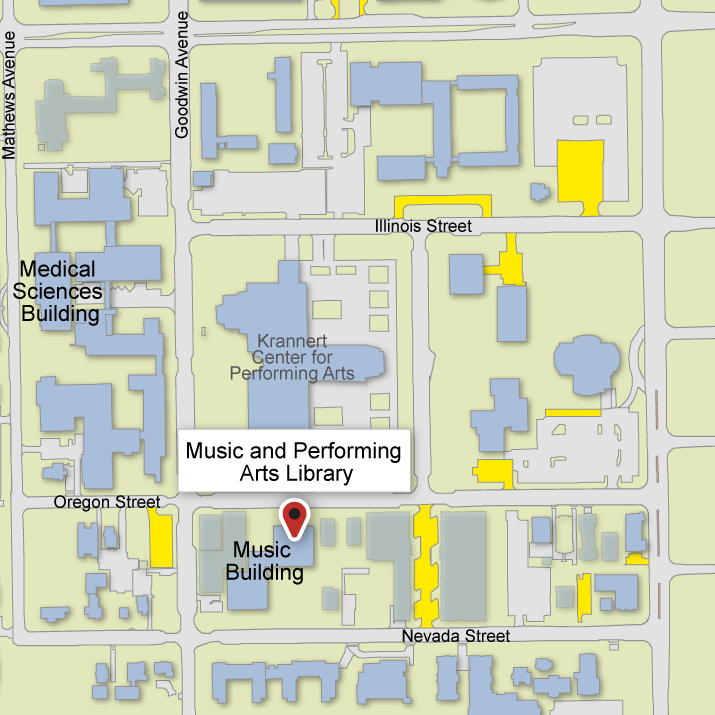 Mathews Avenue
Goodwin Avenue
Illinois Street
Medical
Sciences
Building
Krannert
Center for
Performing Arts
Music and Performing
Arts Library
Oregon Street
Music
Building
Nevada Street